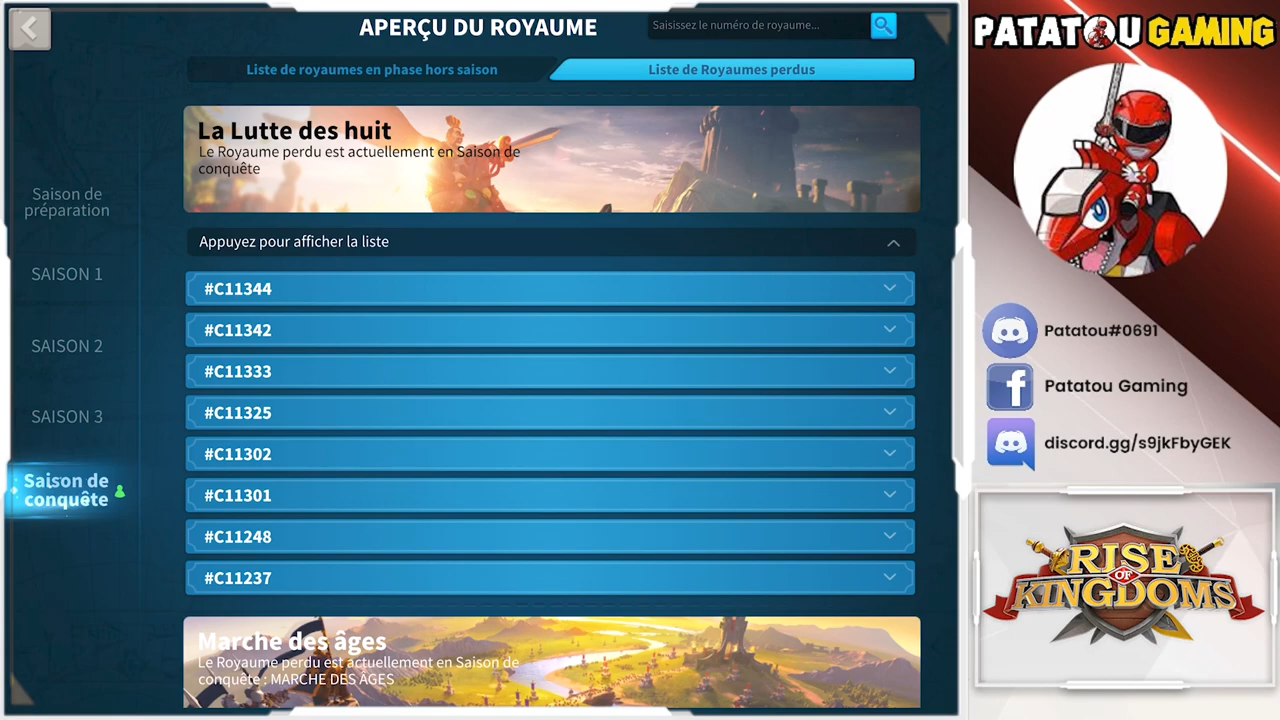 APERÇU DU ROYAUME
Saisissez le numéro de royaume...
Liste de royaumes en phase hors saison
Liste de Royaumes perdus
La Lutte des huit
Le Royaume perdu est actuellement en Saison de
conquête
Appuyez pour afficher la liste
Saison de
préparation
SAISON 1
SAISON 2
SAISON 3
Saison de
conquête
#C11344
#C11342
#C11333
#C11325
#C11302
#C11301
#C11248
#C11237
Marche des âges
Le Royaume perdu est actuellement en Saison de
conquête : MARCHE DES ÂGES
PATATOU GAMING
Patatou#0691
Patatou Gaming
discord.gg/s9jkFbyGEK
RISE
OF
KINGDOMS